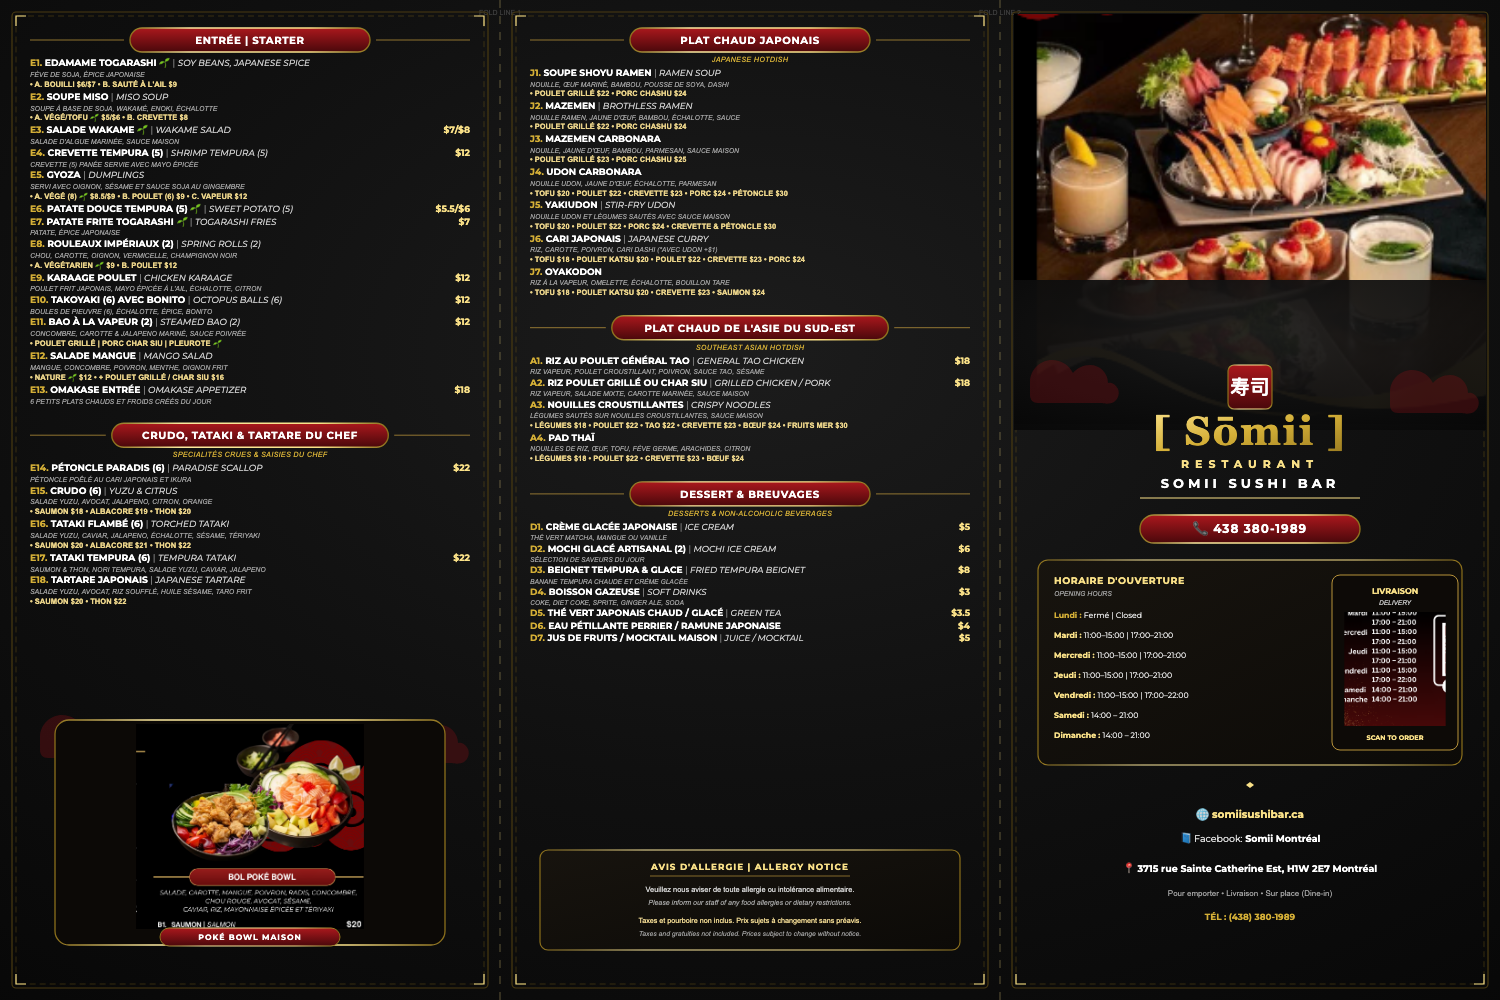 FOLD LINE
FOLD LINE
ENTRÉE | STARTER
E1. EDAMAME TOGARASHI | SOY BEANS, JAPANESE SPICE
FÈVE DE SOJA, ÉPICE JAPONAISE
• A. BOUILLI $6/$7 • B. SAUTÉ À L'AIL $9
E2. SOUPE MISO | MISO SOUP
SOUPE À BASE DE SOJA, WAKAMÉ, ENOKI, ÉCHALLOTTE
• A. VÉGÉ/TOFU $5/$6 • B. CREVETTE $8
E3. SALADE WAKAME | WAKAME SALAD $7/$8
SALADE D'ALGUE MARINÉE, SAUCE MAISON
E4. CREVETTE TEMPURA (5) | SHRIMP TEMPURA (5) $12
CREVETTE (5) PANÉE SERVIE AVEC MAYO ÉPICÉE
E5. GYOZA | DUMPLINGS
SERVI AVEC OIGNON, SÉSAME ET SAUCE SOJA AU GINGEMBRE
• A. VÉGÉ (8) $8.5/$9 • B. POULET (6) $9 • C. VAPEUR $12
E6. PATATE DOUCE TEMPURA (5) | SWEET POTATO (5) $5.5/$6
E7. PATATE FRITE TOGARASHI | TOGARASHI FRIES $7
PATATE, ÉPICE JAPONAISE
E8. ROULEAUX IMPÉRIAUX (2) | SPRING ROLLS (2)
CHOU, CAROTTE, OIGNON, VERMICELLE, CHAMPIGNON NOIR
• A. VÉGÉTARIEN $9 • B. POULET $12
E9. KARAAGE POULET | CHICKEN KARAAGE $12
POULET FRIT JAPONAIS, MAYO ÉPICÉE À L'AIL, ÉCHALOTTE, CITRON
E10. TAKOYAKI (6) AVEC BONITO | OCTOPUS BALLS (6) $12
BOULES DE PIEUVRE (6), ÉCHALOTTE, ÉPICE, BONITO
E11. BAO À LA VAPEUR (2) | STEAMED BAO (2) $12
CONCOMBRE, CAROTTE & JALAPENO MARINÉ, SAUCE POIVRÉE
• POULET GRILLÉ | PORC CHAR SIU | PLEUROTE
E12. SALADE MANGUE | MANGO SALAD
MANGUE, CONCOMBRE, POIVRON, MENTHE, OIGNON FRIT
• NATURE $12 • + POULET GRILLÉ / CHAR SIU $16
E13. OMAKASE ENTRÉE | OMAKASE APPETIZER $18
6 PETITS PLATS CHAUDS ET FROIDS CRÉÉS DU JOUR
CRUDO, TATAKI & TARTARE DU CHEF
SPECIALITÉS CRUES & SAISIES DU CHEF
E14. PÉTONCLE PARADIS (6) | PARADISE SCALLOP $22
PÉTONCLE POÊLÉ AU CARI JAPONAIS ET IKURA
E15. CRUDO (6) | YUZU & CITRUS
SALADE YUZU, AVOCAT, JALAPENO, CITRON, ORANGE
• SAUMON $18 • ALBACORE $19 • THON $20
E16. TATAKI FLAMBÉ (6) | TORCHED TATAKI
SALADE YUZU, CAVIAR, JALAPENO, ÉCHALOTTE, SÉSAME, TÉRIYAKI
• SAUMON $20 • ALBACORE $21 • THON $22
E17. TATAKI TEMPURA (6) | TEMPURA TATAKI $22
SAUMON & THON, NORI TEMPURA, SALADE YUZU, CAVIAR, JALAPENO
E18. TARTARE JAPONAIS | JAPANESE TARTARE
SALADE YUZU, AVOCAT, RIZ SOUFFLÉ, HUILE SÉSAME, TARO FRIT
• SAUMON $20 • THON $22
BOL POKÉ BOWL
SALADE, CAROTTE, MANGUE, POIVRON, RADIS, CONCOMBRE,
CHOU ROUGE, AVOCAT, SÉSAME,
CAVIAR, RIZ, MAYONNAISE ÉPICÉE ET TERIYAKI
B1. SAUMON | SALMON $20
POKÉ BOWL MAISON
PLAT CHAUD JAPONAIS
JAPANESE HOTDISH
J1. SOUPE SHOYU RAMEN | RAMEN SOUP
NOUILLE, ŒUF MARINÉ, BAMBOU, POUSSE DE SOYA, DASHI
• POULET GRILLÉ $22 • PORC CHASHU $24
J2. MAZEMEN | BROTHLESS RAMEN
NOUILLE RAMEN, JAUNE D'ŒUF, BAMBOU, ÉCHALOTTE, SAUCE
• POULET GRILLÉ $22 • PORC CHASHU $24
J3. MAZEMEN CARBONARA
NOUILLE, JAUNE D'ŒUF, BAMBOU, PARMESAN, SAUCE MAISON
• POULET GRILLÉ $23 • PORC CHASHU $25
J4. UDON CARBONARA
NOUILLE UDON, JAUNE D'ŒUF, ÉCHALOTTE, PARMESAN
• TOFU $20 • POULET $22 • CREVETTE $23 • PORC $24 • PÉTONCLE $30
J5. YAKIUDON | STIR-FRY UDON
NOUILLE UDON ET LÉGUMES SAUTÉS AVEC SAUCE MAISON
• TOFU $20 • POULET $22 • PORC $24 • CREVETTE & PÉTONCLE $30
J6. CARI JAPONAIS | JAPANESE CURRY
RIZ, CAROTTE, POIVRON, CARI DASHI (*AVEC UDON +$1)
• TOFU $18 • POULET KATSU $20 • POULET $22 • CREVETTE $23 • PORC $24
J7. OYAKODON
RIZ À LA VAPEUR, OMELETTE, ÉCHALOTTE, BOUILLON TARE
• TOFU $18 • POULET KATSU $20 • CREVETTE $23 • SAUMON $24
PLAT CHAUD DE L'ASIE DU SUD-EST
SOUTHEAST ASIAN HOTDISH
A1. RIZ AU POULET GÉNÉRAL TAO | GENERAL TAO CHICKEN $18
RIZ VAPEUR, POULET CROUSTILLANT, POIVRON, SAUCE TAO, SÉSAME
A2. RIZ POULET GRILLÉ OU CHAR SIU | GRILLED CHICKEN / PORK $18
RIZ VAPEUR, SALADE MIXTE, CAROTTE MARINÉE, SAUCE MAISON
A3. NOUILLES CROUSTILLANTES | CRISPY NOODLES
LÉGUMES SAUTÉS SUR NOUILLES CROUSTILLANTES, SAUCE MAISON
• LÉGUMES $18 • POULET $22 • TAO $22 • CREVETTE $23 • BŒUF $24 • FRUITS MER $30
A4. PAD THAÏ
NOUILLES DE RIZ, ŒUF, TOFU, FÈVE GERME, ARACHIDES, CITRON
• LÉGUMES $18 • POULET $22 • CREVETTE $23 • BŒUF $24
DESSERT & BREUVAGES
DESSERTS & NON-ALCOHOLIC BEVERAGES
D1. CRÈME GLACÉE JAPONAISE | ICE CREAM $5
THÉ VERT MATCHA, MANGUE OU VANILLE
D2. MOCHI GLACÉ ARTISANAL (2) | MOCHI ICE CREAM $6
SÉLECTION DE SAVEURS DU JOUR
D3. BEIGNET TEMPURA & GLACE | FRIED TEMPURA BEIGNET $8
BANANE TEMPURA CHAUDE ET CRÈME GLACÉE
D4. BOISSON GAZEUSE | SOFT DRINKS $3
COKE, DIET COKE, SPRITE, GINGER ALE, SODA
D5. THÉ VERT JAPONAIS CHAUD / GLACÉ | GREEN TEA $3.5
D6. EAU PÉTILLANTE PERRIER / RAMUNE JAPONAISE $4
D7. JUS DE FRUITS / MOCKTAIL MAISON | JUICE / MOCKTAIL $5
AVIS D'ALLERGIE | ALLERGY NOTICE
Veuillez nous aviser de toute allergie ou intolérance alimentaire.
Please inform our staff of any food allergies or dietary restrictions.
Taxes et pourboire non inclus. Prix sujets à changement sans préavis.
Taxes and gratuities not included. Prices subject to change without notice.
寿司
[ Sōmii ]
RESTAURANT
SOMII SUSHI BAR
438 380-1989
HORAIRE D'OUVERTURE
OPENING HOURS
Lundi : Fermé | Closed
Mardi : 11:00–15:00 | 17:00–21:00
Mercredi : 11:00–15:00 | 17:00–21:00
Jeudi : 11:00–15:00 | 17:00–21:00
Vendredi : 11:00–15:00 | 17:00–22:00
Samedi : 14:00 – 21:00
Dimanche : 14:00 – 21:00
LIVRAISON
DELIVERY
Mardi 11:00 – 15:00
17:00 – 21:00
ercredi 11:00 – 15:00
17:00 – 21:00
Jeudi 11:00 – 15:00
17:00 – 21:00
ndredi 11:00 – 15:00
17:00 – 22:00
amedi 14:00 – 21:00
nanche 14:00 – 21:00
SCAN TO ORDER
somiisushibar.ca
Facebook: Somii Montréal
3715 rue Sainte Catherine Est, H1W 2E7 Montréal
Pour emporter • Livraison • Sur place (Dine-in)
TÉL : (438) 380-1989